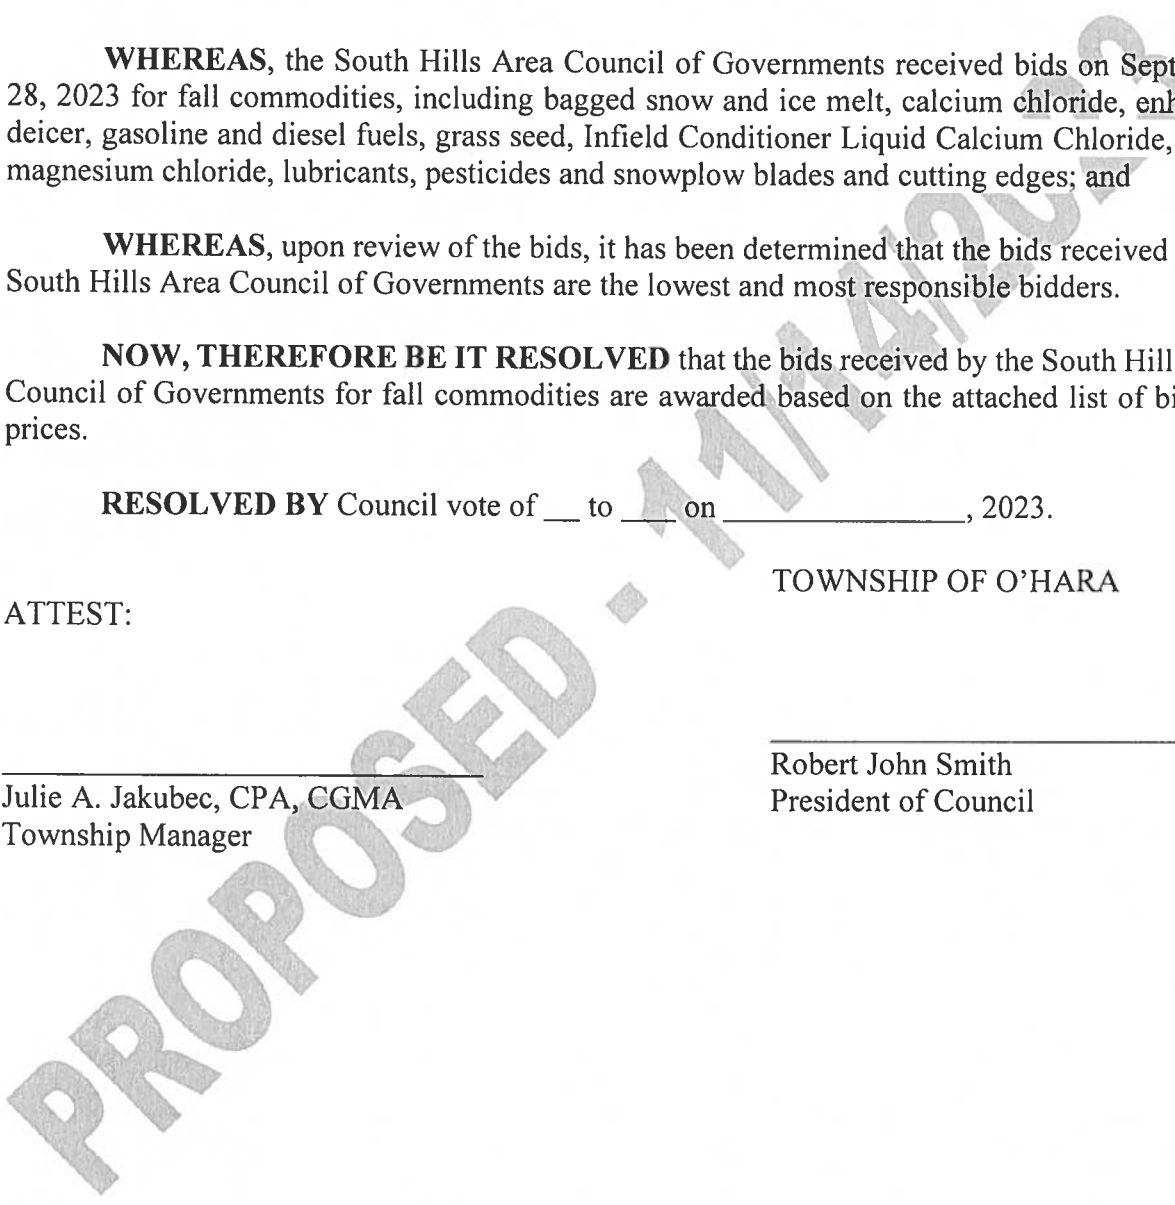 WHEREAS, the South Hills Area Council of Governments received bids on Sept
28, 2023 for fall commodities, including bagged snow and ice melt, calcium chloride, enh
deicer, gasoline and diesel fuels, grass seed, Infield Conditioner Liquid Calcium Chloride,
magnesium chloride, lubricants, pesticides and snowplow blades and cutting edges; and
WHEREAS, upon review of the bids, it has been determined that the bids received
South Hills Area Council of Governments are the lowest and most responsible bidders.
NOW, THEREFORE BE IT RESOLVED that the bids received by the South Hill
Council of Governments for fall commodities are awarded based on the attached list of bi
prices.
RESOLVED BY Council vote of __ to ___ on ________________, 2023.
TOWNSHIP OF O’HARA
ATTEST:
Robert John Smith
President of Council
Julie A. Jakubec, CPA, CGMA
Township Manager
PROPOSED - 11/14/2023